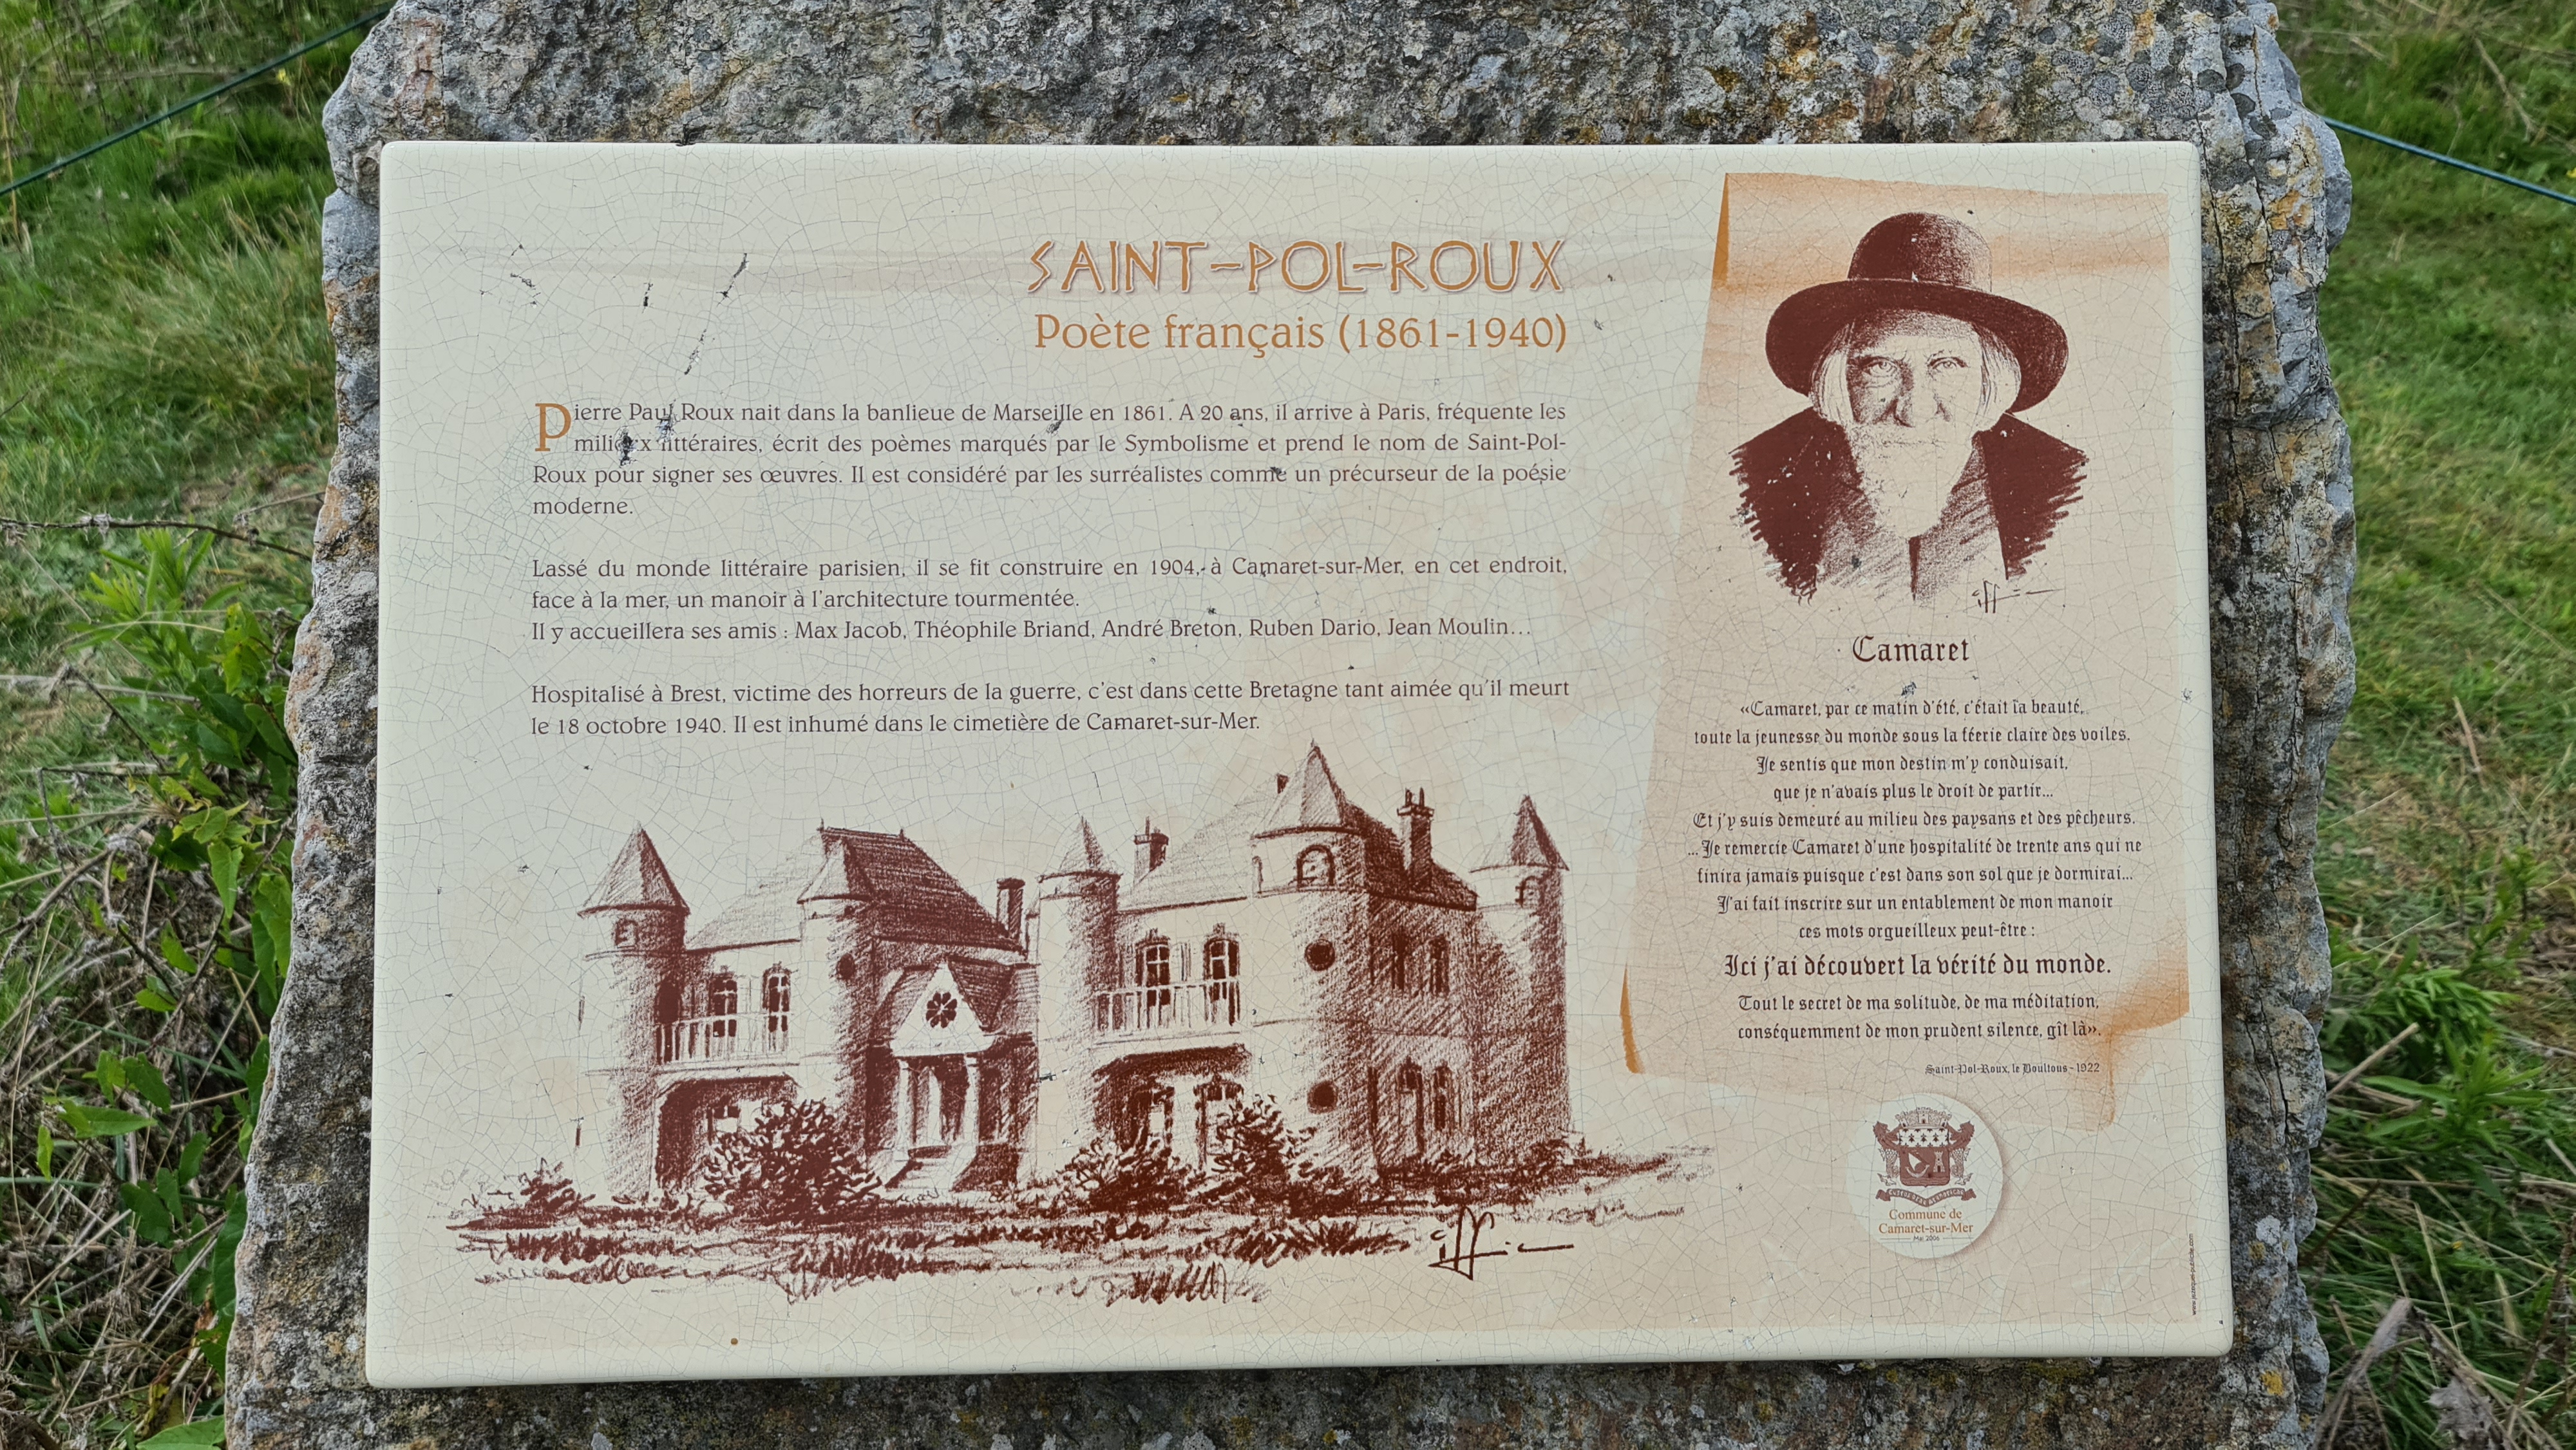 SAINT-POL-ROUX
Poète français (1861-1940)
Pierre Paul Roux nait dans la banlieue de Marseille en 1861. A 20 ans, il arrive à Paris, fréquente les
milieux littéraires, écrit des poèmes marqués par le Symbolisme et prend le nom de Saint-Pol-
Roux pour signer ses œuvres. Il est considéré par les surréalistes comme un précurseur de la poésie
moderne.
Lassé du monde littéraire parisien, il se fit construire en 1904, à Camaret-sur-Mer, en cet endroit,
face à la mer, un manoir à l'architecture tourmentée.
Il y accueillera ses amis : Max Jacob, Théophile Briand, André Breton, Ruben Dario, Jean Moulin...
Hospitalisé à Brest, victime des horreurs de la guerre, c'est dans cette Bretagne tant aimée qu'il meurt
le 18 octobre 1940. Il est inhumé dans le cimetière de Camaret-sur-Mer.
Camaret
«Camaret, par ce matin d'été, c'était la beauté,
toute la jeunesse du monde sous la féerie claire des voiles.
Je sentis que mon destin m'y conduisait,
que je n'avais plus le droit de partir...
Et j'y suis demeuré au milieu des paysans et des pêcheurs.
...Je remercie Camaret d'une hospitalité de trente ans qui ne
finira jamais puisque c'est dans son sol que je dormirai...
J'ai fait inscrire sur un entablement de mon manoir
ces mots orgueilleux peut-être :
Ici j'ai découvert la vérité du monde.
Tout le secret de ma solitude, de ma méditation,
conséquemment de mon prudent silence, gît là».
Saint-Pol-Roux, le Boultous - 1922
Commune de
Camaret-sur-Mer
Mai 2006